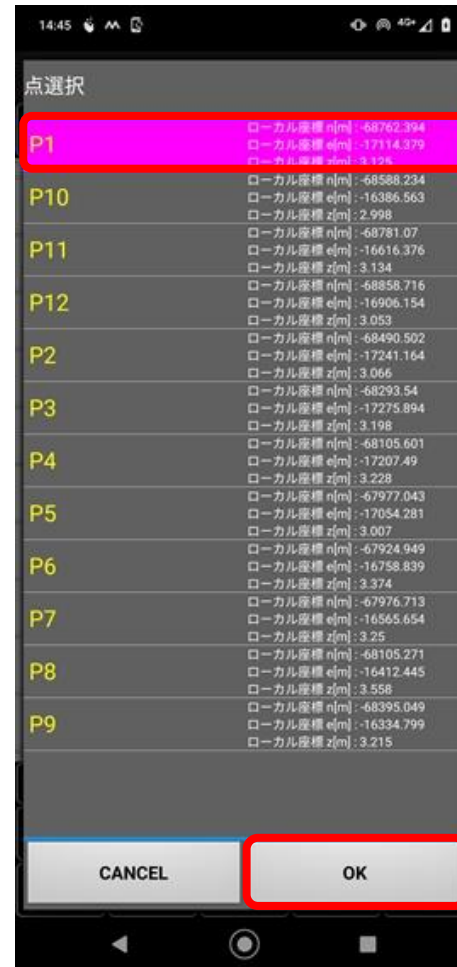 14:45
4G+
点選択
P1
ローカル座標 n[m] : -68762.394
ローカル座標 e[m] : -17114.379
ローカル座標 z[m] : 3.125
P10
ローカル座標 n[m] : -68588.234
ローカル座標 e[m] : -16386.563
ローカル座標 z[m] : 2.998
P11
ローカル座標 n[m] : -68781.07
ローカル座標 e[m] : -16616.376
ローカル座標 z[m] : 3.134
P12
ローカル座標 n[m] : -68858.716
ローカル座標 e[m] : -16906.154
ローカル座標 z[m] : 3.053
P2
ローカル座標 n[m] : -68490.502
ローカル座標 e[m] : -17241.164
ローカル座標 z[m] : 3.066
P3
ローカル座標 n[m] : -68293.54
ローカル座標 e[m] : -17275.894
ローカル座標 z[m] : 3.198
P4
ローカル座標 n[m] : -68105.601
ローカル座標 e[m] : -17207.49
ローカル座標 z[m] : 3.228
P5
ローカル座標 n[m] : -67977.043
ローカル座標 e[m] : -17054.281
ローカル座標 z[m] : 3.007
P6
ローカル座標 n[m] : -67924.949
ローカル座標 e[m] : -16758.839
ローカル座標 z[m] : 3.374
P7
ローカル座標 n[m] : -67976.713
ローカル座標 e[m] : -16565.654
ローカル座標 z[m] : 3.25
P8
ローカル座標 n[m] : -68105.271
ローカル座標 e[m] : -16412.445
ローカル座標 z[m] : 3.558
P9
ローカル座標 n[m] : -68395.049
ローカル座標 e[m] : -16334.799
ローカル座標 z[m] : 3.215
CANCEL
OK